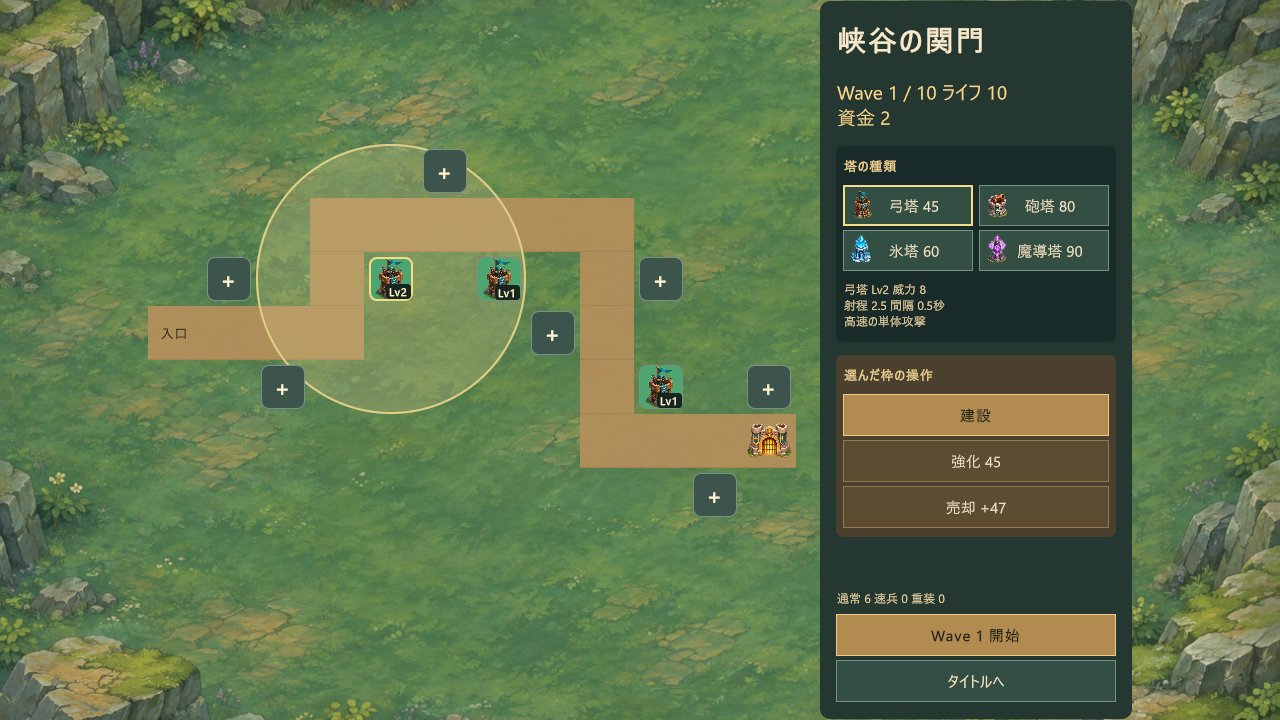 峡谷の関門
Wave 1 / 10 ライフ 10
資金 2
塔の種類
弓塔 45
砲塔 80
氷塔 60
魔導塔 90
弓塔 Lv2 威力 8
射程 2.5 間隔 0.5秒
高速の単体攻撃
選んだ枠の操作
建設
強化 45
売却 +47
通常 6 速兵 0 重装 0
Wave 1 開始
タイトルへ
+
+
Lv2
Lv1
+
+
入口
+
Lv1
+
+